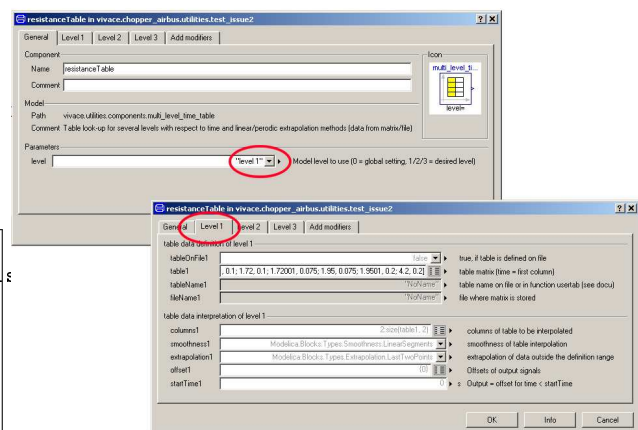 resistanceTable in vivace.chopper_airbus.utilities.test_issue2
General Level 1 Level 2 Level 3 Add modifiers
Component
Icon
Name resistanceTable
Comment
multi_level_ti...
level=
Model
Path vivace.utilities.components.multi_level_time_table
Comment Table look-up for several levels with respect to time and linear/perodic extrapolation methods (data from matrix/file)
Parameters
level "level 1" Model level to use (0 = global setting, 1/2/3 = desired level)
resistanceTable in vivace.chopper_airbus.utilities.test_issue2
General Level 1 Level 2 Level 3 Add modifiers
table data definition of level 1
tableOnFile1 false true, if table is defined on file
table1 , 0.1; 1.72, 0.1; 1.72001, 0.075; 1.95, 0.075; 1.9501, 0.2; 4.2, 0.2] table matrix (time = first column)
tableName1 "NoName" table name on file or in function usertab (see docu)
fileName1 "NoName" file where matrix is stored
table data interpretation of level 1
columns1 2:size(table1, 2) columns of table to be interpolated
smoothness1 Modelica.Blocks.Types.Smoothness.LinearSegments smoothness of table interpolation
extrapolation1 Modelica.Blocks.Types.Extrapolation.LastTwoPoints extrapolation of data outside the definition range
offset1 {0} Offsets of output signals
startTime1 0 s Output = offset for time < startTime
OK Info Cancel